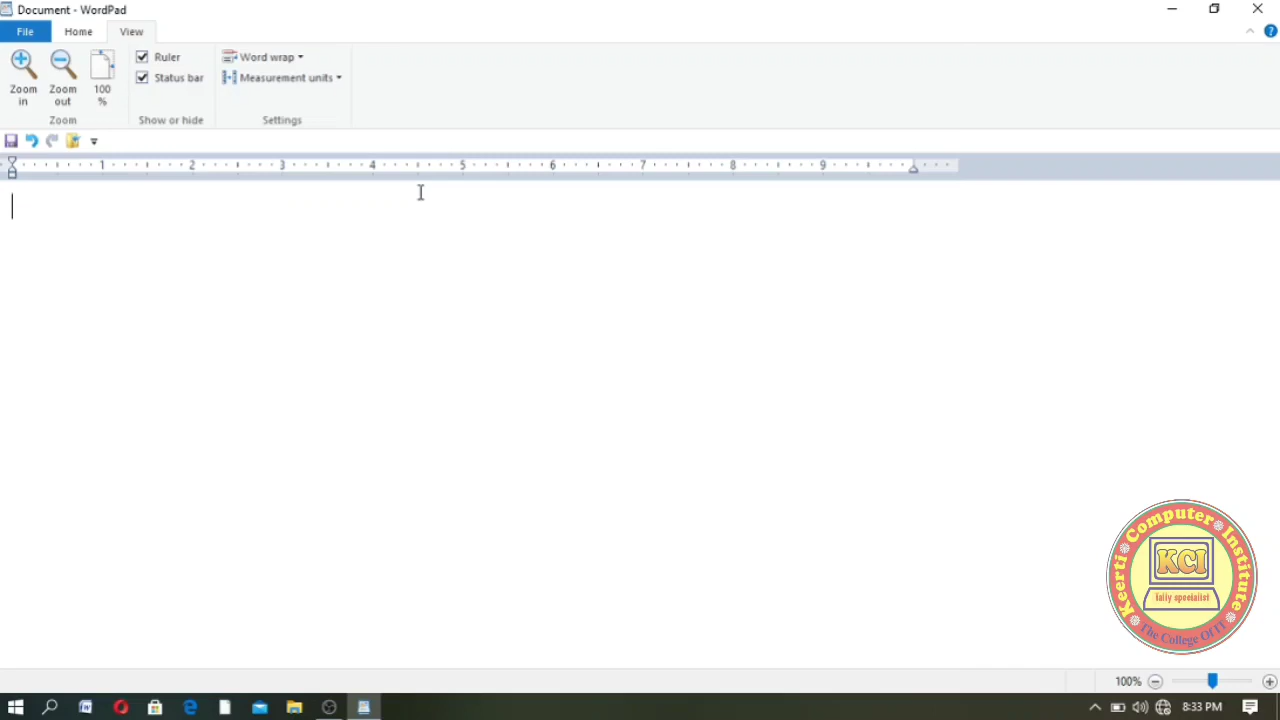 Document - WordPad
File Home View
Zoom in
Zoom out
100 %
Zoom
Ruler
Status bar
Show or hide
Word wrap
Measurement units
Settings
1 2 3 4 5 6 7 8 9
Keerti Computer Institute
KCI
tally specialist
The College Of IT
100%
8:33 PM